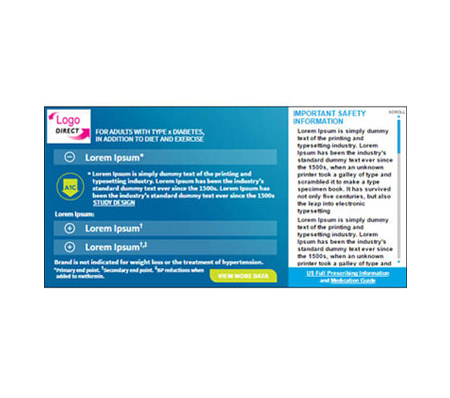 Logo
DIRECT
FOR ADULTS WITH TYPE x DIABETES,
IN ADDITION TO DIET AND EXERCISE
Lorem Ipsum*
A1C
• Lorem Ipsum is simply dummy text of the printing and
typesetting industry. Lorem Ipsum has been the industry's
standard dummy text ever since the 1500s. Lorem Ipsum has
been the industry's standard dummy text ever since the 1500s
STUDY DESIGN
Lorem Ipsum:
Lorem Ipsum†
Lorem Ipsum†,‡
Brand is not indicated for weight loss or the treatment of hypertension.
*Primary end point. †Secondary end point. ‡BP reductions when
added to metformin.
VIEW MORE DATA
IMPORTANT SAFETY
INFORMATION
SCROLL
Lorem Ipsum is simply dummy
text of the printing and
typesetting industry. Lorem
Ipsum has been the industry's
standard dummy text ever since
the 1500s, when an unknown
printer took a galley of type and
scrambled it to make a type
specimen book. It has survived
not only five centuries, but also
the leap into electronic
typesetting
Lorem Ipsum is simply dummy
text of the printing and
typesetting industry. Lorem
Ipsum has been the industry's
standard dummy text ever since
the 1500s, when an unknown
printer took a galley of type and
US Full Prescribing Information
and Medication Guide